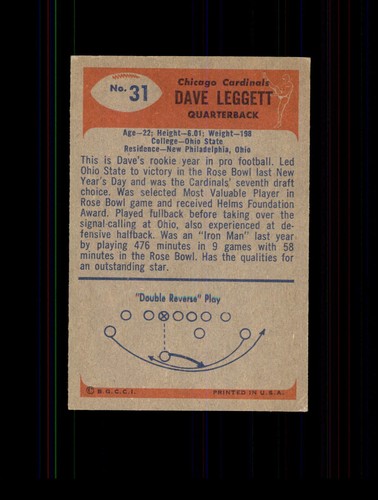 No. 31
Chicago Cardinals
DAVE LEGGETT
QUARTERBACK
Age—22; Height—6.01; Weight—198
College—Ohio State
Residence—New Philadelphia, Ohio
This is Dave's rookie year in pro football. Led
Ohio State to victory in the Rose Bowl last New
Year's Day and was the Cardinals' seventh draft
choice. Was selected Most Valuable Player in
Rose Bowl game and received Helms Foundation
Award. Played fullback before taking over the
signal-calling at Ohio, also experienced at de-
fensive halfback. Was an "Iron Man" last year
by playing 476 minutes in 9 games with 58
minutes in the Rose Bowl. Has the qualities for
an outstanding star.
"Double Reverse" Play
© B.G.C.C.I.
PRINTED IN U.S.A.